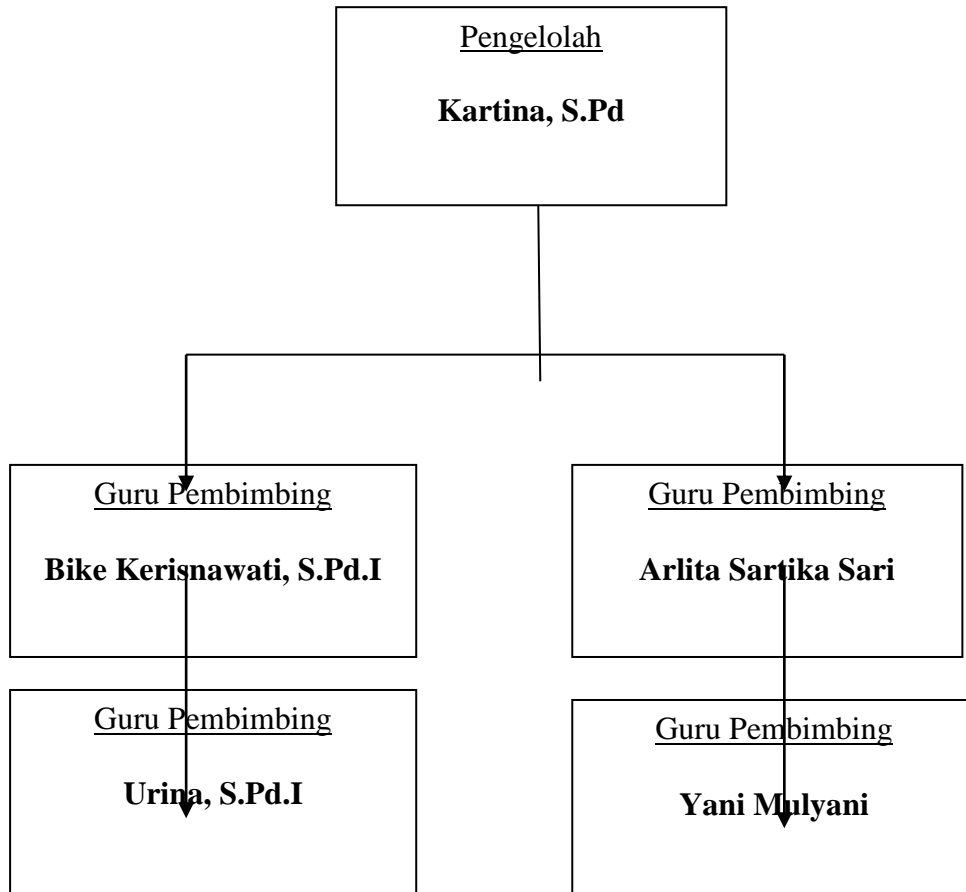 Pengelolah
Kartina, S.Pd
Guru Pembimbing
Bike Kerisnawati, S.Pd.I
Guru Pembimbing
Arlita Sartika Sari
Guru Pembimbing
Urina, S.Pd.I
Guru Pembimbing
Yani Mulyani